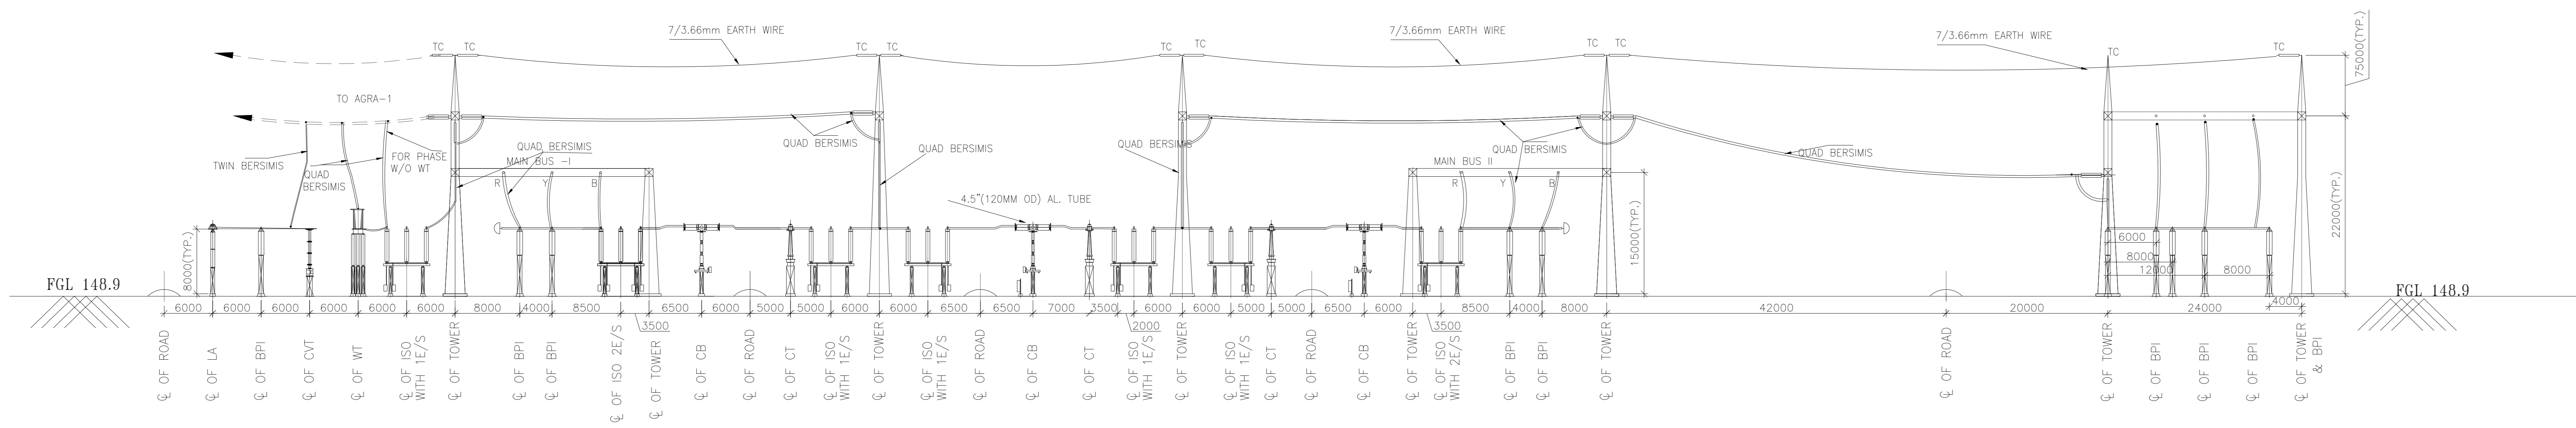 7/3.66mm EARTH WIRE
7/3.66mm EARTH WIRE
7/3.66mm EARTH WIRE
75000(TYP.)
TC TC
TC TC
TC TC
TC TC
TC
TC
TO AGRA-1
TWIN BERSIMIS
QUAD
BERSIMIS
FOR PHASE
W/O WT
QUAD BERSIMIS
MAIN BUS -I
R Y B
QUAD BERSIMIS
QUAD BERSIMIS
QUAD BERSIMIS
QUAD BERSIMIS
MAIN BUS II
R Y B
QUAD BERSIMIS
4.5"(120MM OD) AL. TUBE
8000(TYP.)
15000(TYP.)
22000(TYP.)
6000
8000
12000 8000
4000
FGL 148.9
FGL 148.9
6000 6000 6000 6000 6000 6000 8000 4000 8500 6500 6000 5000 5000 6000 6000 6500 6500 7000 3500 6000 6000 5000 5000 6500 6000 8500 4000 8000 42000 20000 24000
3500
2000
3500
℄ OF ROAD
℄ OF LA
℄ OF BPI
℄ OF CVT
℄ OF WT
℄ OF ISO
WITH 1E/S
℄ OF TOWER
℄ OF BPI
℄ OF BPI
℄ OF ISO 2E/S
℄ OF TOWER
℄ OF CB
℄ OF ROAD
℄ OF CT
℄ OF ISO
WITH 1E/S
℄ OF TOWER
℄ OF ISO
WITH 1E/S
℄ OF ROAD
℄ OF CB
℄ OF CT
℄ OF ISO
WITH 1E/S
℄ OF TOWER
℄ OF ISO
WITH 1E/S
℄ OF CT
℄ OF ROAD
℄ OF CB
℄ OF TOWER
℄ OF ISO
WITH 2E/S
℄ OF BPI
℄ OF BPI
℄ OF TOWER
℄ OF ROAD
℄ OF TOWER
℄ OF BPI
℄ OF BPI
℄ OF BPI
℄ OF TOWER
& BPI